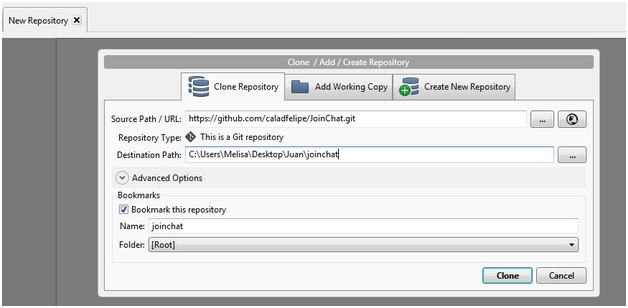 New Repository
Clone / Add / Create Repository
Clone Repository
Add Working Copy
Create New Repository
Source Path / URL: https://github.com/caladfelipe/JoinChat.git ...
Repository Type: This is a Git repository
Destination Path: C:\Users\Melisa\Desktop\Juan\joinchat ...
Advanced Options
Bookmarks
Bookmark this repository
Name: joinchat
Folder: [Root]
Clone Cancel